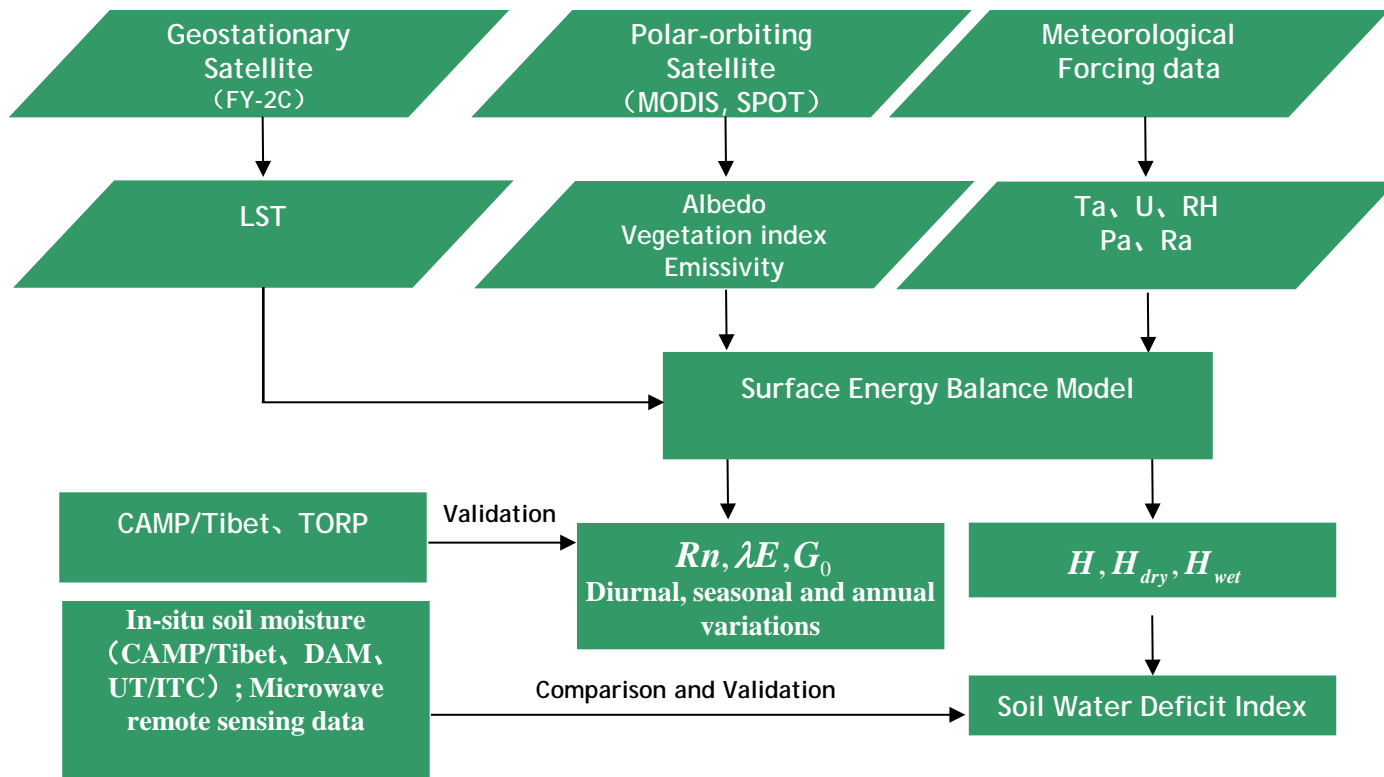 Geostationary
Satellite
（FY-2C）
Polar-orbiting
Satellite
（MODIS, SPOT）
Meteorological
Forcing data
LST
Albedo
Vegetation index
Emissivity
Ta、U、RH
Pa、Ra
Surface Energy Balance Model
CAMP/Tibet、TORP
Validation
Rn, λE, G₀
Diurnal, seasonal and annual
variations
H, H_dry, H_wet
In-situ soil moisture
（CAMP/Tibet、DAM、
UT/ITC）; Microwave
remote sensing data
Comparison and Validation
Soil Water Deficit Index